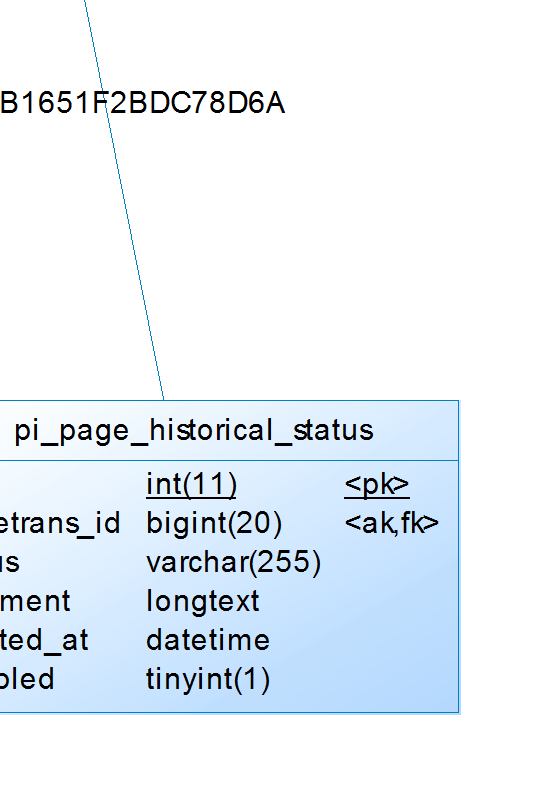 B1651F2BDC78D6A
pi_page_historical_status
int(11) <pk>
etrans_id bigint(20) <ak,fk>
us varchar(255)
ment longtext
ted_at datetime
bled tinyint(1)